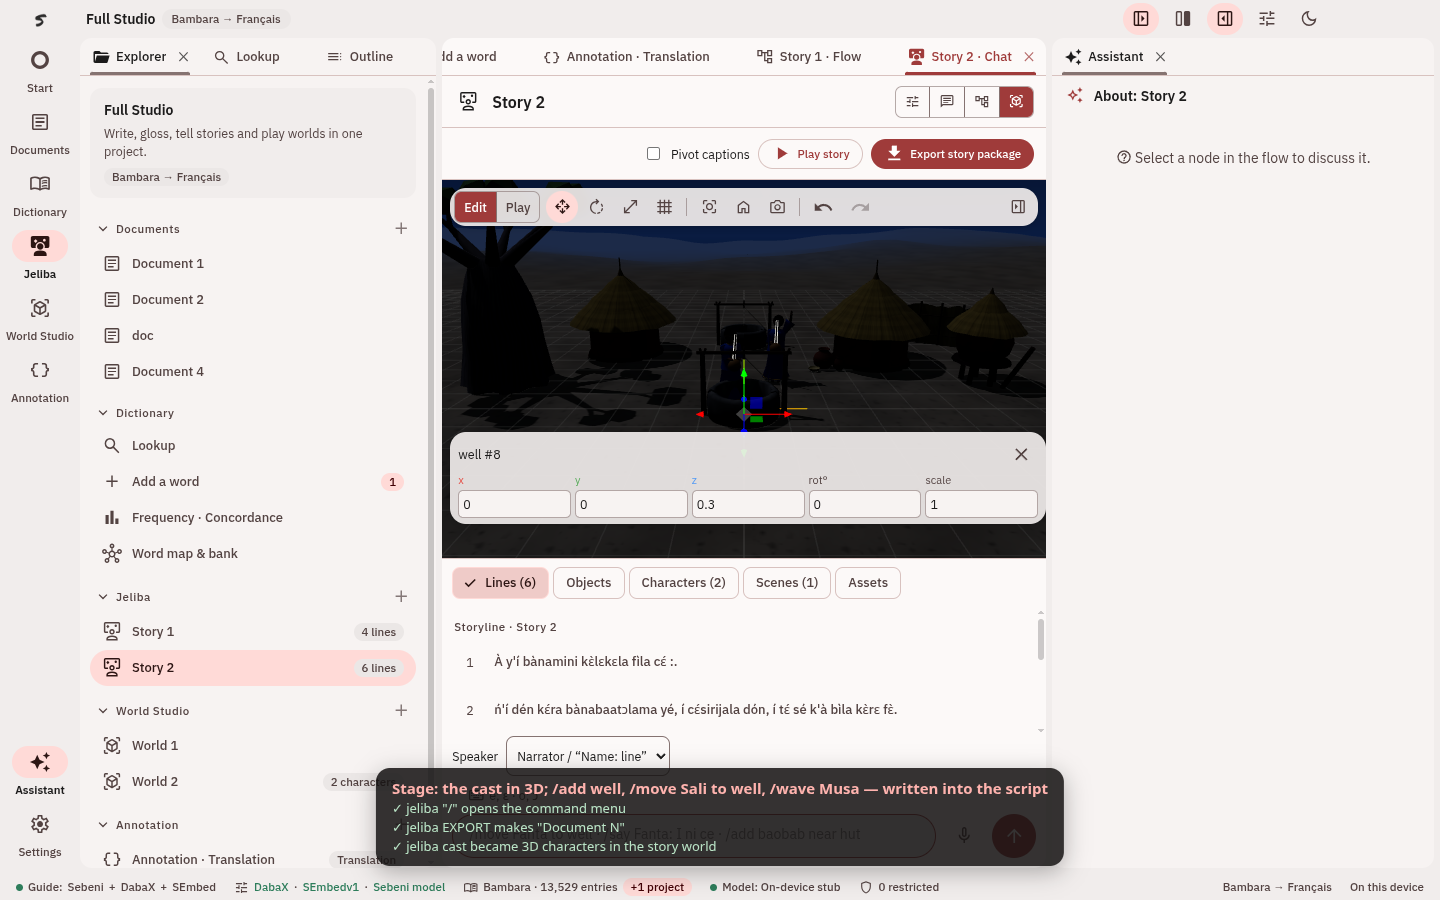 Full Studio
Bambara → Français
Start
Documents
Dictionary
Jeliba
World Studio
Annotation
Assistant
Settings
Explorer
Lookup
Outline
Full Studio
Write, gloss, tell stories and play worlds in one
project.
Bambara → Français
Documents
Document 1
Document 2
doc
Document 4
Dictionary
Lookup
Add a word
1
Frequency · Concordance
Word map & bank
Jeliba
Story 1
4 lines
Story 2
6 lines
World Studio
World 1
World 2
Annotation
Annotation · Translation
dd a word
Annotation · Translation
Story 1 · Flow
Story 2 · Chat
Story 2
Pivot captions
Play story
Export story package
Edit
Play
well #8
x
y
z
rot°
scale
0
0
0.3
0
1
Lines (6)
Objects
Characters (2)
Scenes (1)
Assets
Storyline · Story 2
1
À y'í bànamini kɛ̀lɛkɛla fìla cɛ́ :.
2
ń'í dén kɛ́ra bànabaatɔlama yé, í cɛ́sirijala dón, í tɛ́ sé k'à bìla kɛ̀rɛ fɛ̀.
Speaker
Narrator / “Name: line”
Stage: the cast in 3D; /add well, /move Sali to well, /wave Musa — written into the script
✓ jeliba "/" opens the command menu
✓ jeliba EXPORT makes "Document N"
✓ jeliba cast became 3D characters in the story world
Assistant
About: Story 2
Select a node in the flow to discuss it.
Guide: Sebeni + DabaX + SEmbed
DabaX · SEmbedv1 · Sebeni model
Bambara · 13,529 entries
+1 project
Model: On-device stub
0 restricted
Bambara → Français
On this device